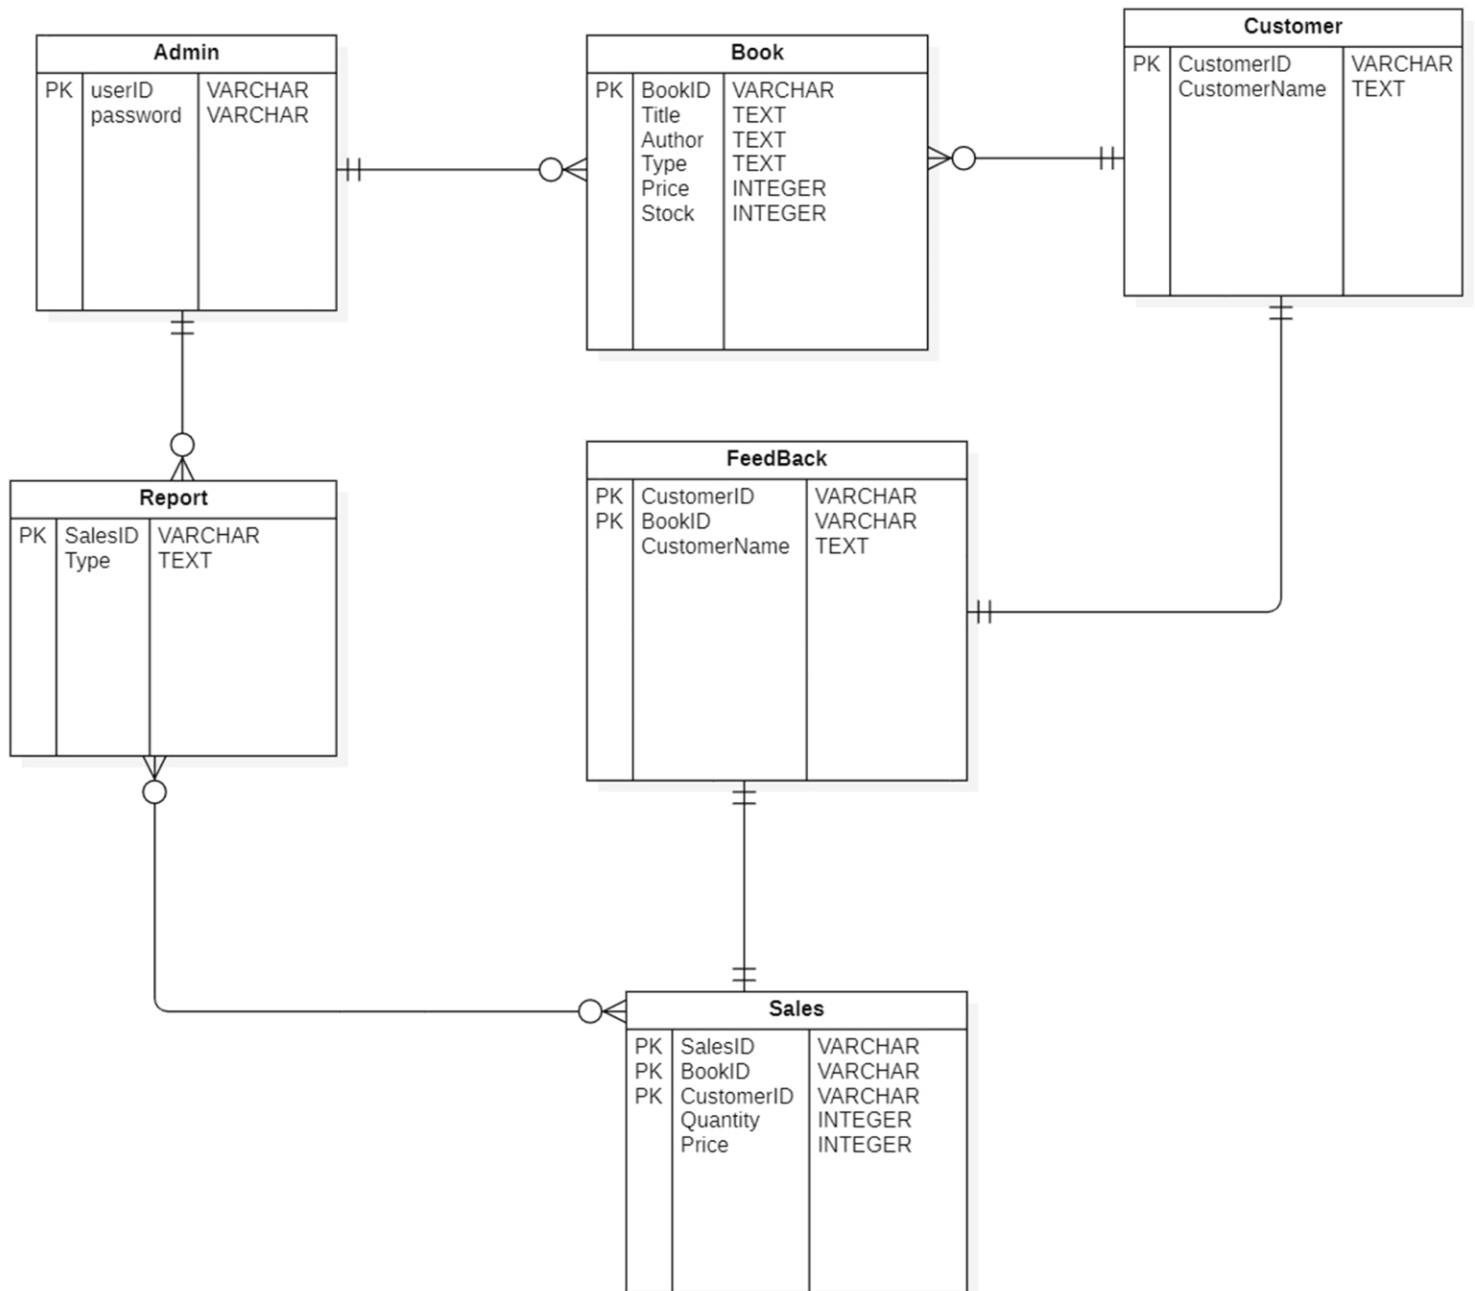 Admin
PK userID VARCHAR
password VARCHAR
Book
PK BookID VARCHAR
Title TEXT
Author TEXT
Type TEXT
Price INTEGER
Stock INTEGER
Customer
PK CustomerID VARCHAR
CustomerName TEXT
Report
PK SalesID VARCHAR
Type TEXT
FeedBack
PK CustomerID VARCHAR
PK BookID VARCHAR
CustomerName TEXT
Sales
PK SalesID VARCHAR
PK BookID VARCHAR
PK CustomerID VARCHAR
Quantity INTEGER
Price INTEGER